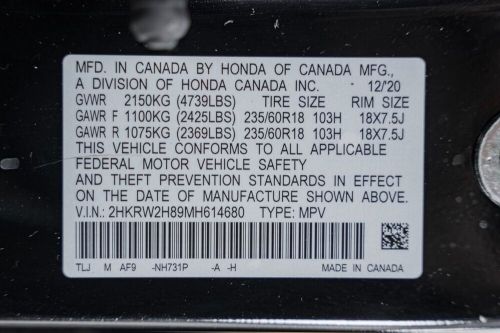 MFD. IN CANADA BY HONDA OF CANADA MFG.,
A DIVISION OF HONDA CANADA INC. 12/'20
GVWR 2150KG (4739LBS) TIRE SIZE RIM SIZE
GAWR F 1100KG (2425LBS) 235/60R18 103H 18X7.5J
GAWR R 1075KG (2369LBS) 235/60R18 103H 18X7.5J
THIS VEHICLE CONFORMS TO ALL APPLICABLE
FEDERAL MOTOR VEHICLE SAFETY
AND THEFT PREVENTION STANDARDS IN EFFECT
ON THE DATE OF MANUFACTURE SHOWN ABOVE.
V.I.N.: 2HKRW2H89MH614680 TYPE: MPV
TLJ M AF9 -NH731P -A -H MADE IN CANADA